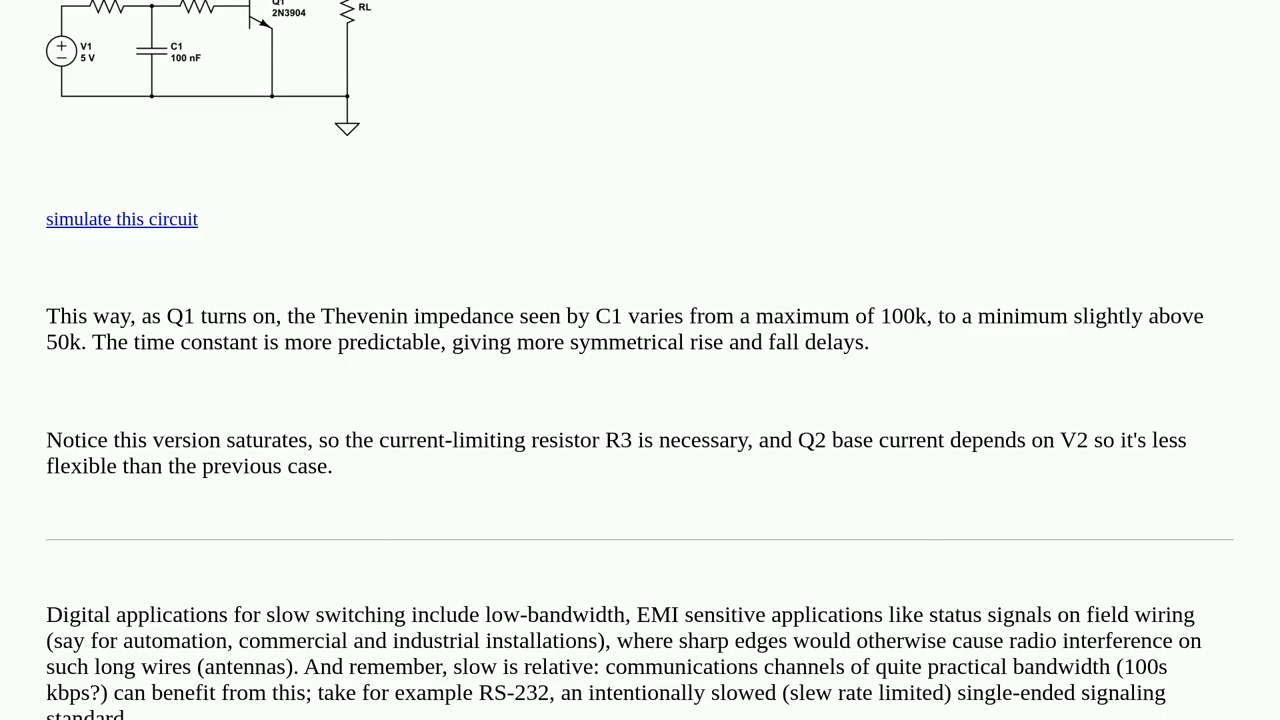 Q1
2N3904
RL
V1
5 V
C1
100 nF
simulate this circuit
This way, as Q1 turns on, the Thevenin impedance seen by C1 varies from a maximum of 100k, to a minimum slightly above
50k. The time constant is more predictable, giving more symmetrical rise and fall delays.
Notice this version saturates, so the current-limiting resistor R3 is necessary, and Q2 base current depends on V2 so it's less
flexible than the previous case.
Digital applications for slow switching include low-bandwidth, EMI sensitive applications like status signals on field wiring
(say for automation, commercial and industrial installations), where sharp edges would otherwise cause radio interference on
such long wires (antennas). And remember, slow is relative: communications channels of quite practical bandwidth (100s
kbps?) can benefit from this; take for example RS-232, an intentionally slowed (slew rate limited) single-ended signaling
standard.